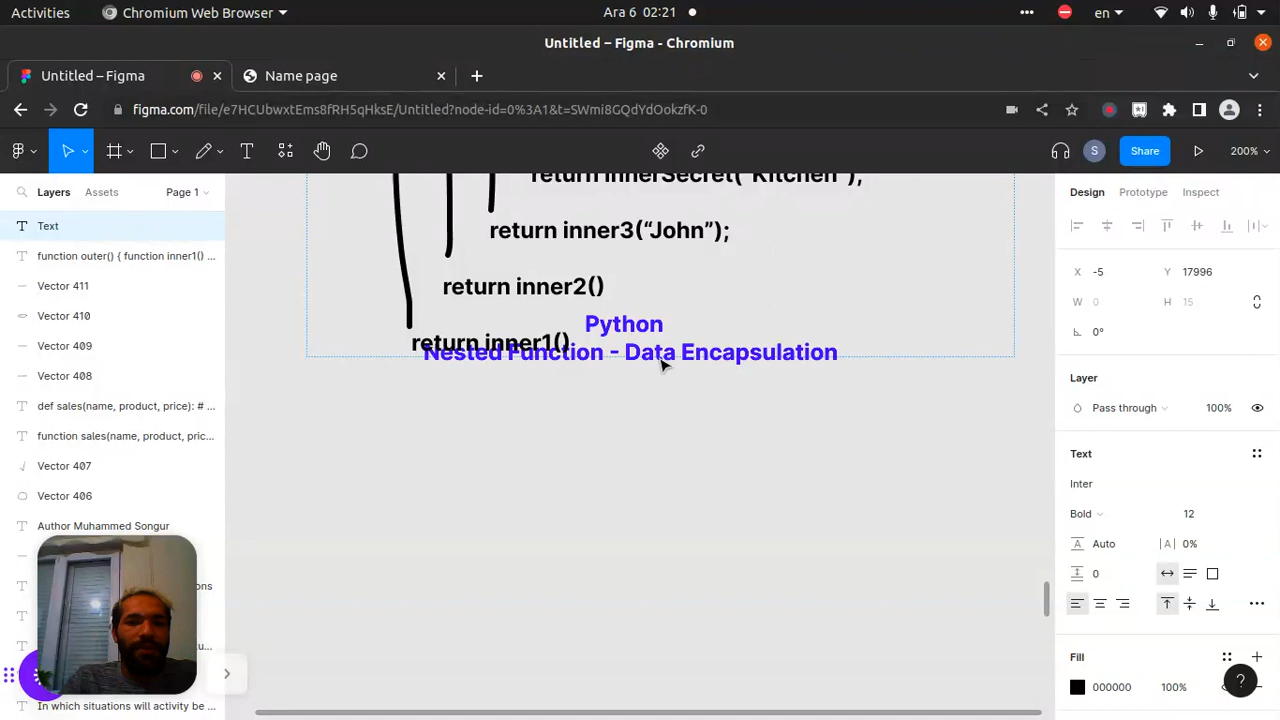 Activities
Chromium Web Browser
Ara 6 02:21
en
Untitled – Figma - Chromium
Untitled – Figma
Name page
figma.com/file/e7HCUbwxtEms8fRH5qHksE/Untitled?node-id=0%3A1&t=SWmi8GQdYdOokzfK-0
S
Share
200%
Layers
Assets
Page 1
Design
Prototype
Inspect
Text
function outer() { function inner1() ...
Vector 411
Vector 410
Vector 409
Vector 408
def sales(name, product, price): # ...
function sales(name, product, pric...
Vector 407
Vector 406
Author Muhammed Songur
In which situations will activity be ...
return innerSecret("Kitchen");
return inner3(“John”);
return inner2()
return inner1()
Python
Nested Function - Data Encapsulation
X -5
Y 17996
W 0
H 15
0°
Layer
Pass through
100%
Text
Inter
Bold
12
Auto
|A| 0%
0
Fill
000000
100%
?